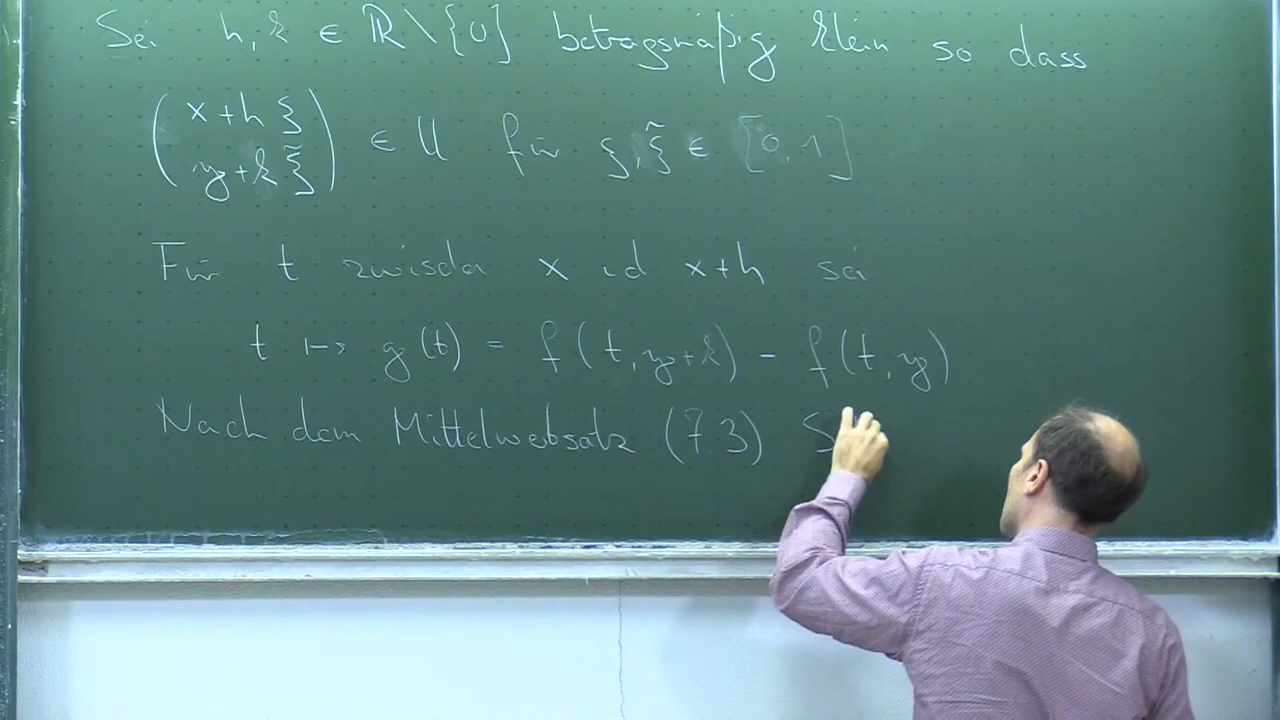 Sei h, k ∈ ℝ \ {0} betragsmäßig klein so dass
( x + h ξ
y + k ξ̃ ) ∈ U für ξ, ξ̃ ∈ [0, 1]
Für t zwischen x und x+h sei
t ↦ g(t) = f(t, y+k) - f(t, y)
Nach dem Mittelwertsatz (7.3)